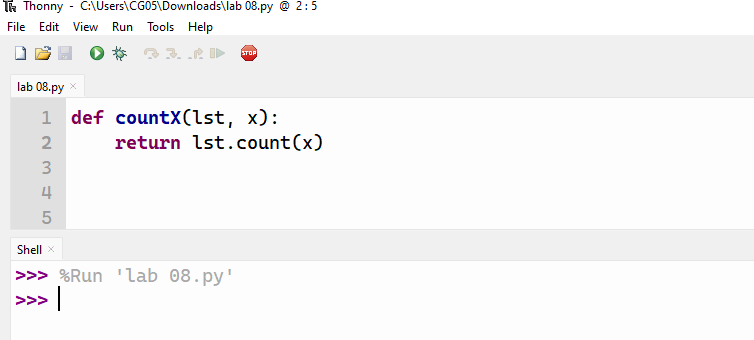 Thonny - C:\Users\CG05\Downloads\lab 08.py @ 2:5
File Edit View Run Tools Help
STOP
lab 08.py ×
1 def countX(lst, x):
2     return lst.count(x)
3
4
5
Shell ×
>>> %Run 'lab 08.py'
>>>